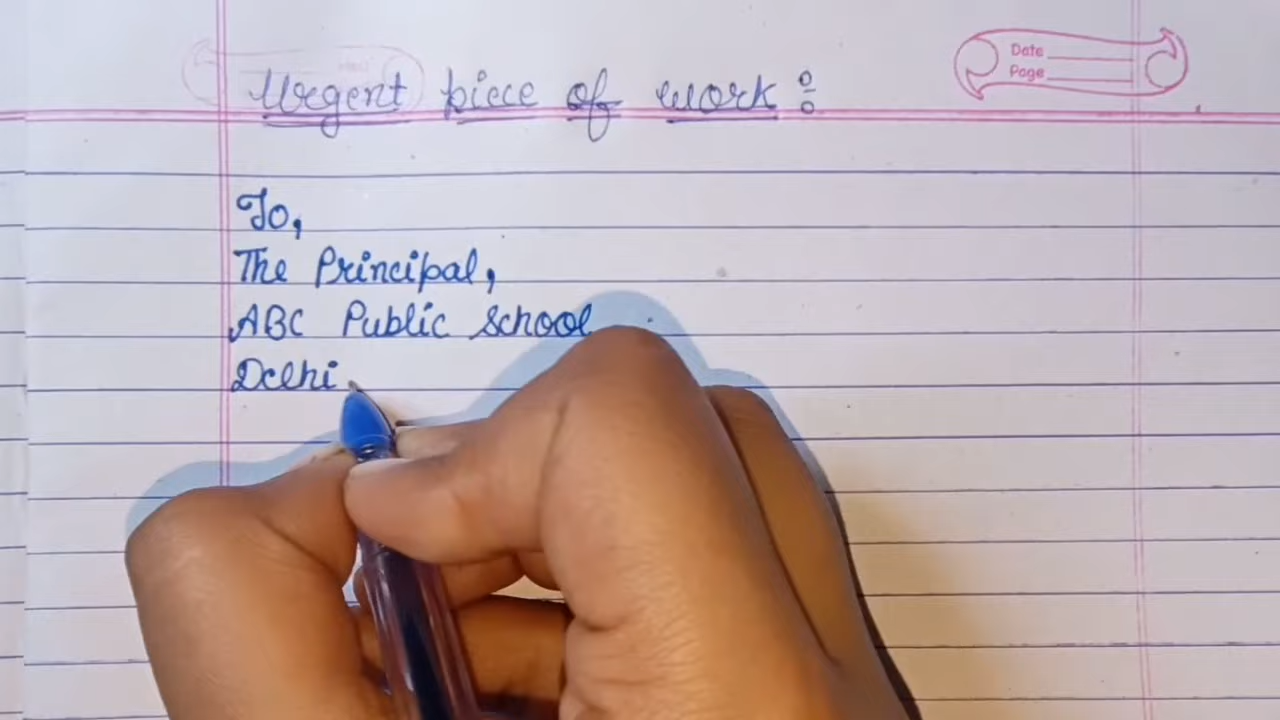 Urgent piece of work :
Date
Page
To,
The Principal,
ABC Public School
Delhi